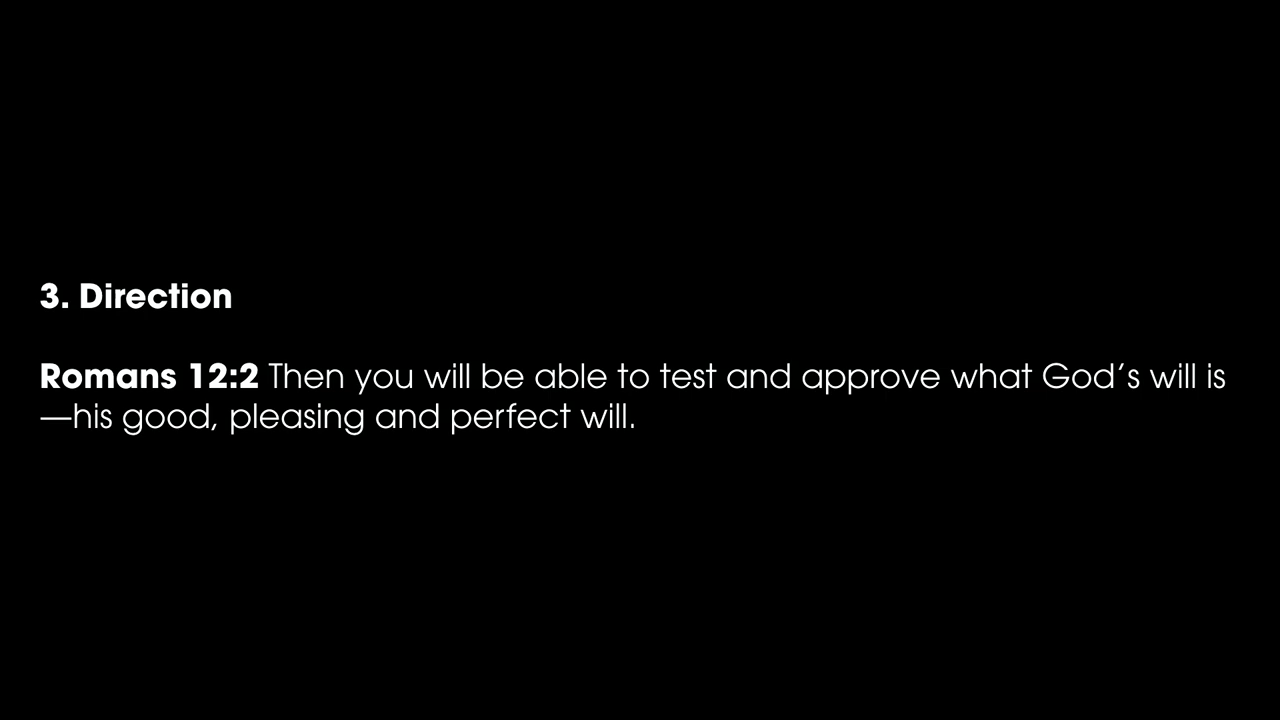 3. Direction
Romans 12:2 Then you will be able to test and approve what God’s will is
—his good, pleasing and perfect will.